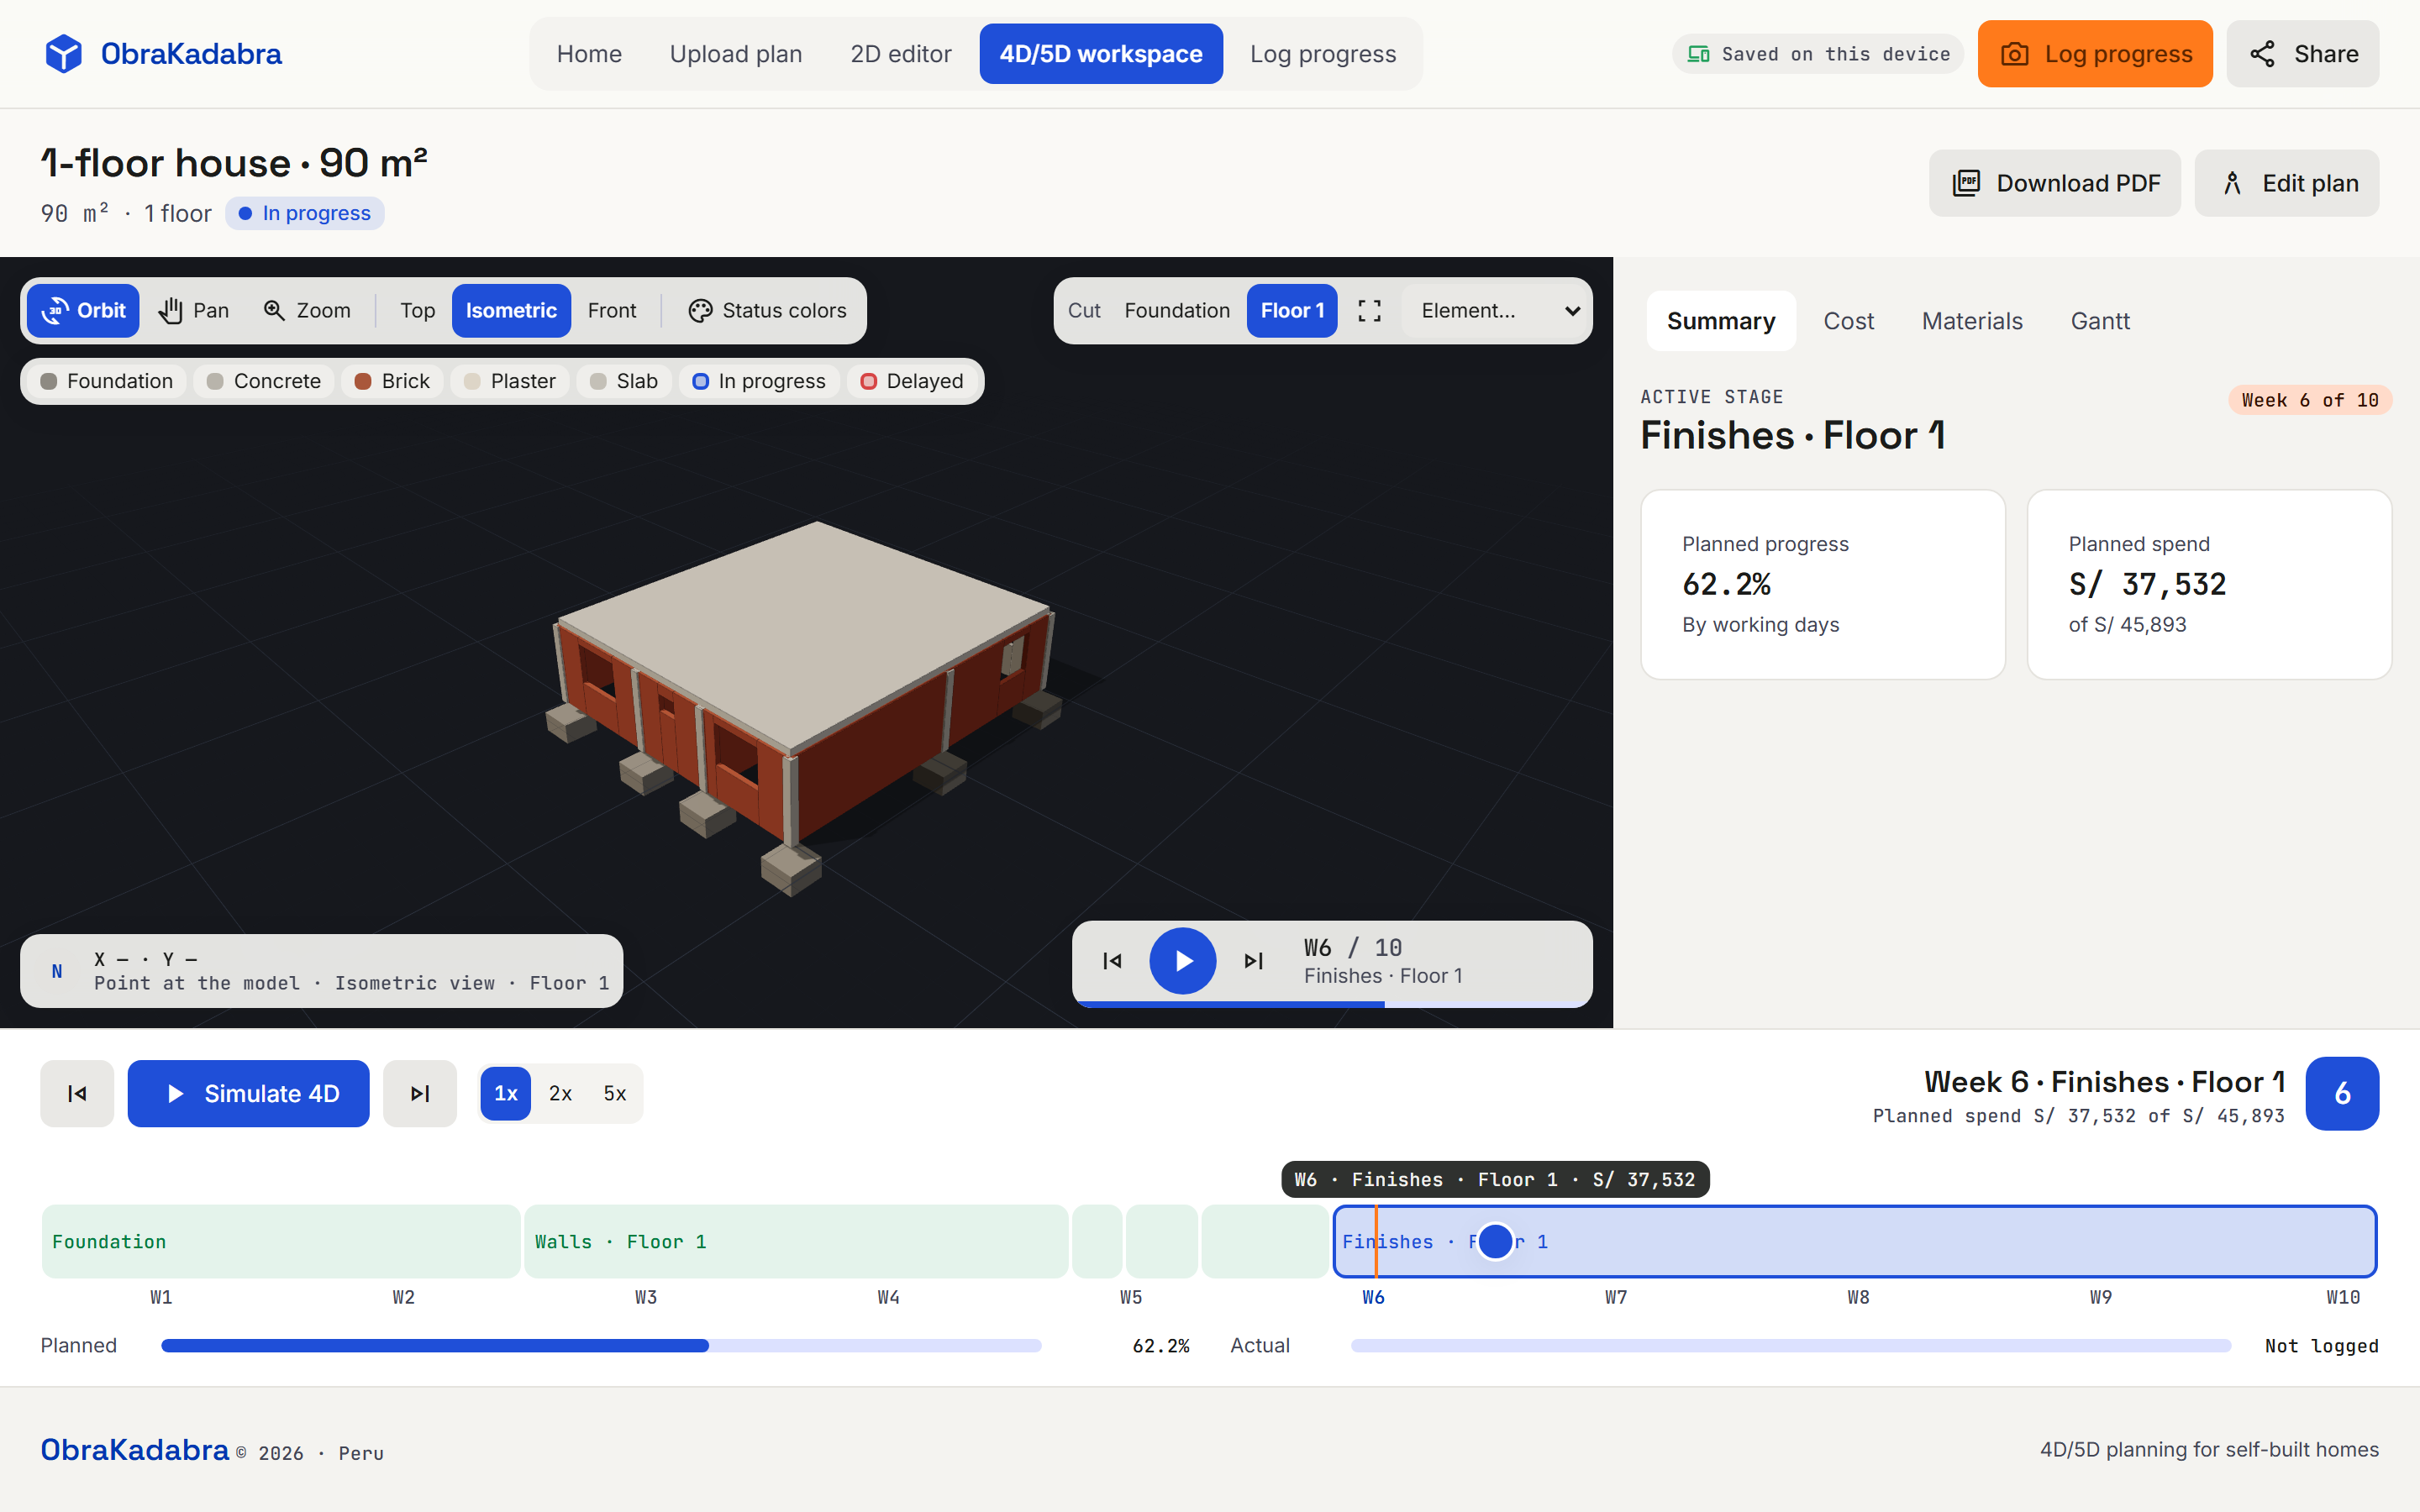 ObraKadabra
Home Upload plan 2D editor 4D/5D workspace Log progress
Saved on this device
Log progress
Share
1-floor house · 90 m²
90 m² · 1 floor In progress
Download PDF
Edit plan
3D Orbit Pan Zoom Top Isometric Front Status colors
Cut Foundation Floor 1 Element...
Foundation Concrete Brick Plaster Slab In progress Delayed
Summary Cost Materials Gantt
ACTIVE STAGE
Week 6 of 10
Finishes · Floor 1
Planned progress
62.2%
By working days
Planned spend
S/ 37,532
of S/ 45,893
N
X — · Y —
Point at the model · Isometric view · Floor 1
W6 / 10
Finishes · Floor 1
Simulate 4D
1x 2x 5x
Week 6 · Finishes · Floor 1
Planned spend S/ 37,532 of S/ 45,893
6
W6 · Finishes · Floor 1 · S/ 37,532
Foundation
Walls · Floor 1
Finishes · 1
W1 W2 W3 W4 W5 W6 W7 W8 W9 W10
Planned 62.2% Actual Not logged
ObraKadabra © 2026 · Peru
4D/5D planning for self-built homes